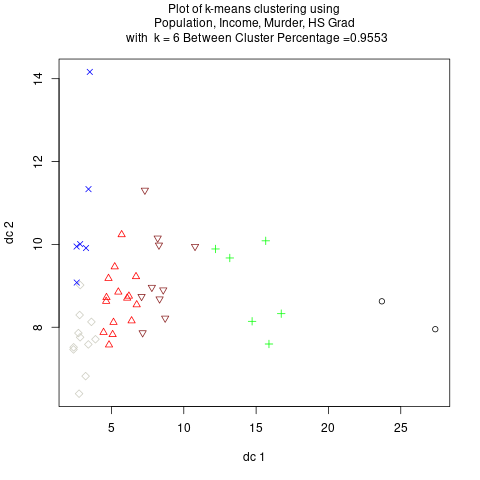 Plot of k-means clustering using
Population, Income, Murder, HS Grad
with k = 6 Between Cluster Percentage =0.9553
14
12
10
8
dc 2
5
10
15
20
25
dc 1